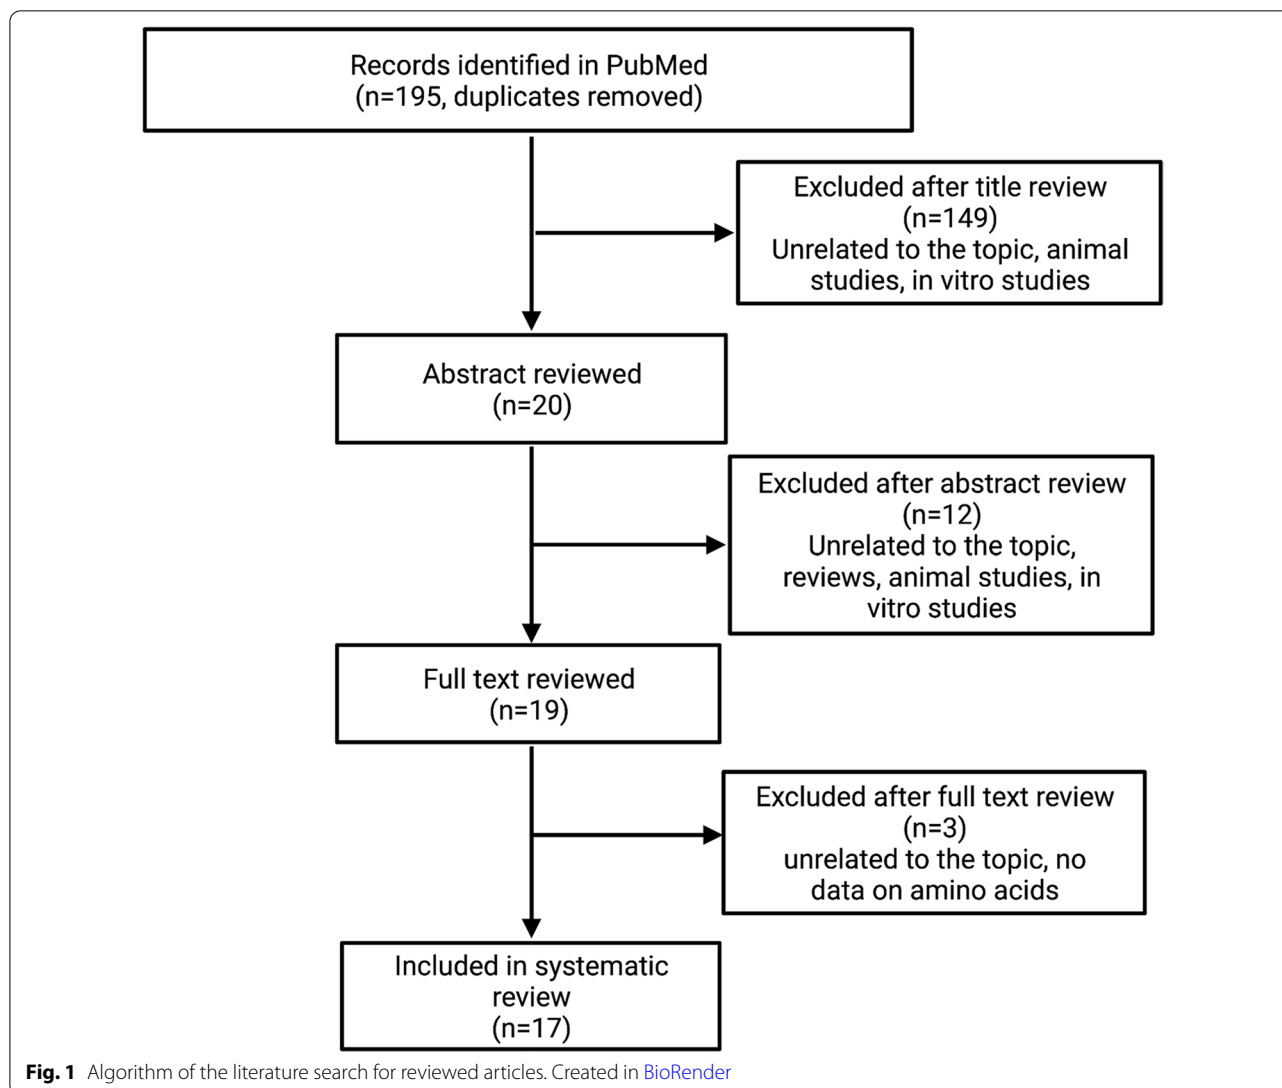 Records identified in PubMed
(n=195, duplicates removed)
Excluded after title review
(n=149)
Unrelated to the topic, animal
studies, in vitro studies
Abstract reviewed
(n=20)
Excluded after abstract review
(n=12)
Unrelated to the topic,
reviews, animal studies, in
vitro studies
Full text reviewed
(n=19)
Excluded after full text review
(n=3)
unrelated to the topic, no
data on amino acids
Included in systematic
review
(n=17)
Fig. 1 Algorithm of the literature search for reviewed articles. Created in BioRender